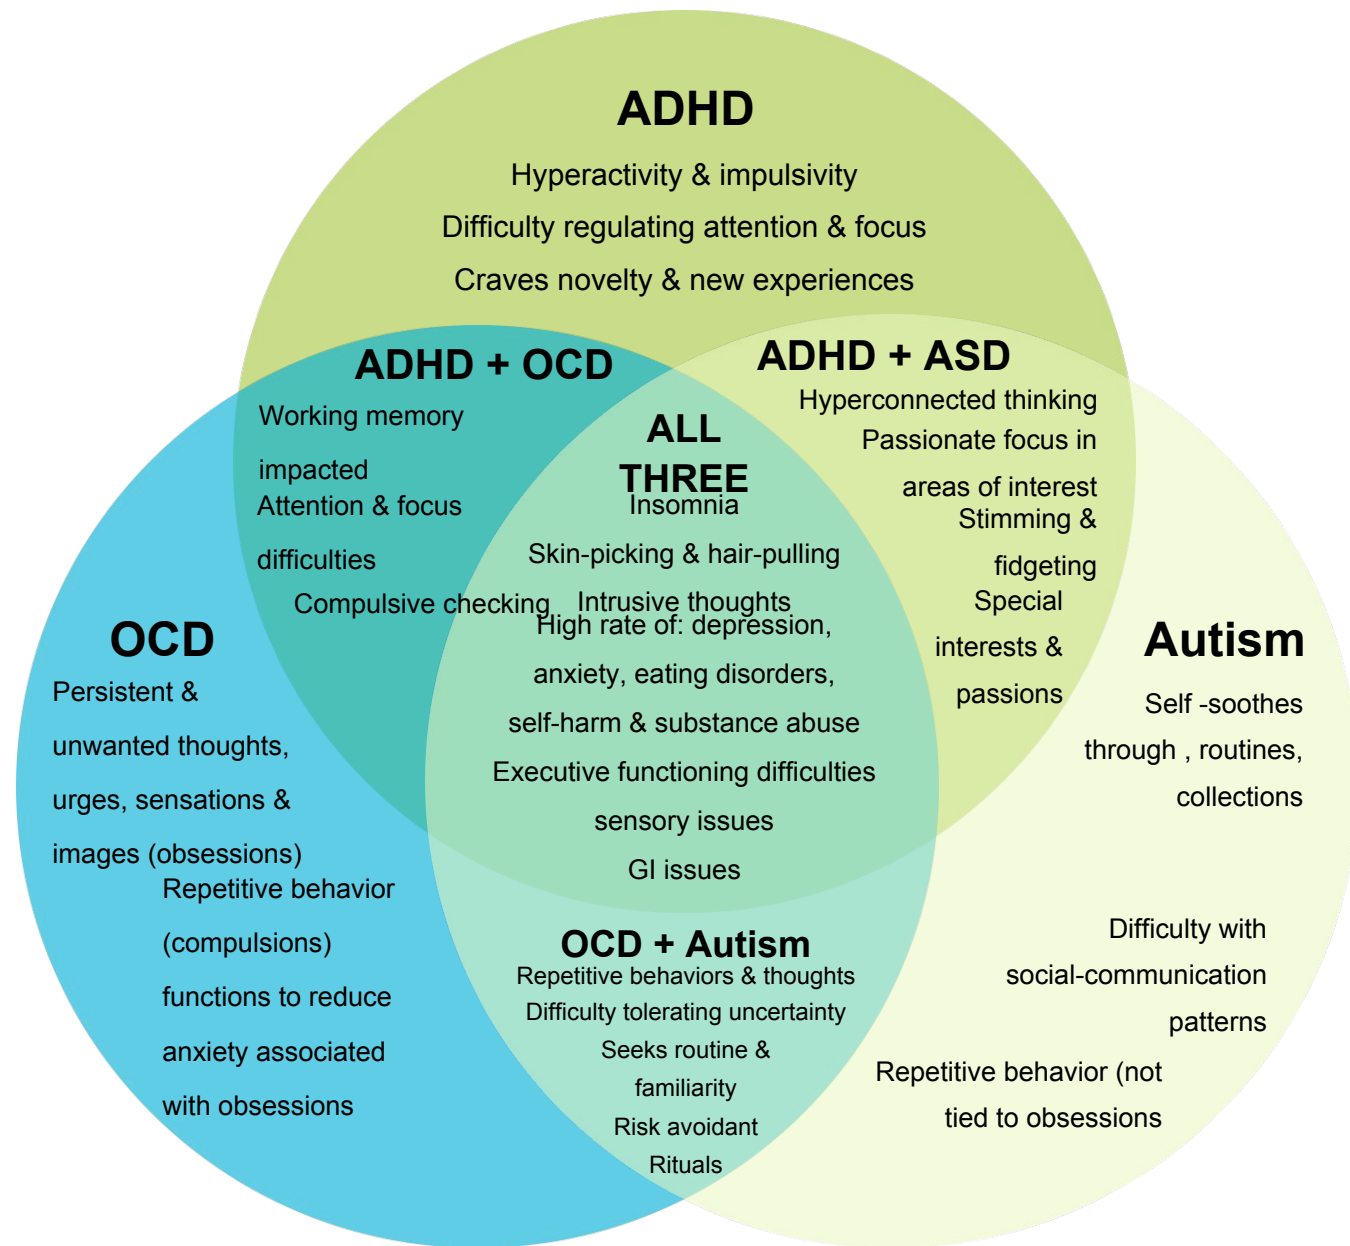 ADHD
Hyperactivity & impulsivity
Difficulty regulating attention & focus
Craves novelty & new experiences
ADHD + OCD
Working memory
impacted
Attention & focus
difficulties
Compulsive checking
ADHD + ASD
Hyperconnected thinking
Passionate focus in
areas of interest
Stimming &
fidgeting
Special
interests &
passions
ALL
THREE
Insomnia
Skin-picking & hair-pulling
Intrusive thoughts
High rate of: depression,
anxiety, eating disorders,
self-harm & substance abuse
Executive functioning difficulties
sensory issues
GI issues
OCD
Persistent &
unwanted thoughts,
urges, sensations &
images (obsessions)
Repetitive behavior
(compulsions)
functions to reduce
anxiety associated
with obsessions
Autism
Self -soothes
through , routines,
collections
Difficulty with
social-communication
patterns
Repetitive behavior (not
tied to obsessions
OCD + Autism
Repetitive behaviors & thoughts
Difficulty tolerating uncertainty
Seeks routine &
familiarity
Risk avoidant
Rituals